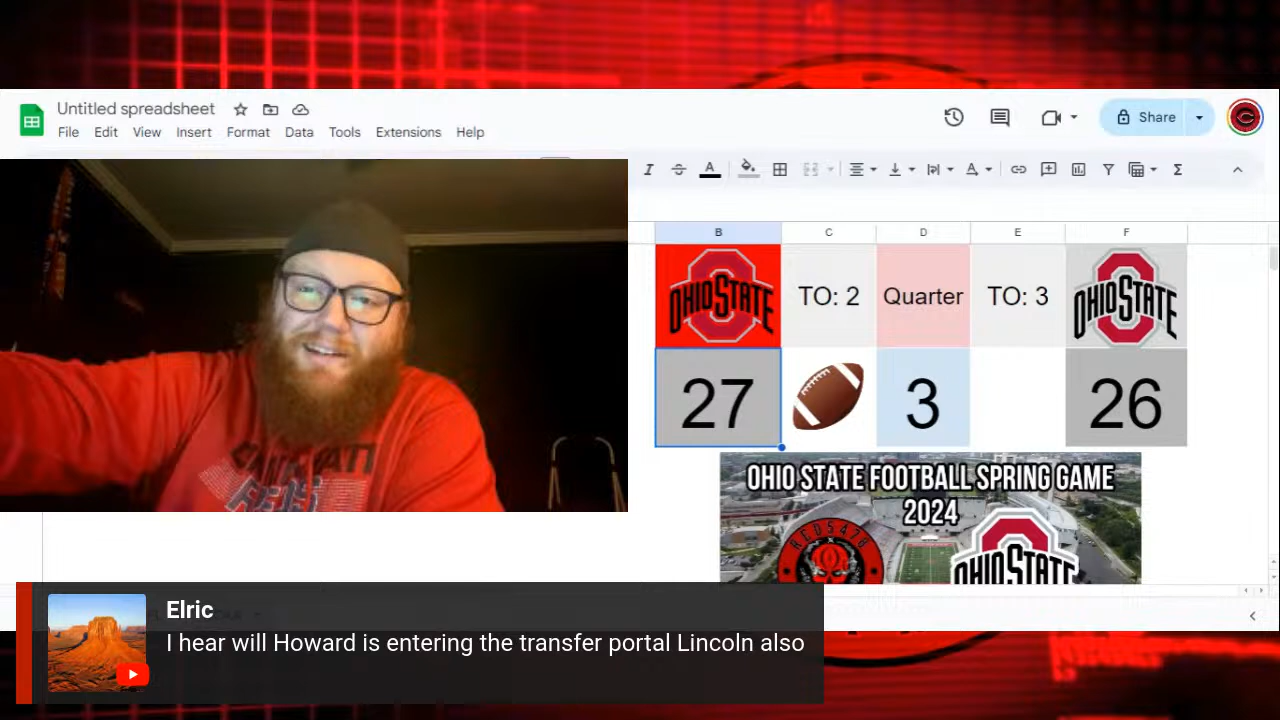 Untitled spreadsheet
File Edit View Insert Format Data Tools Extensions Help
Share
B C D E F
OHIO STATE TO: 2 Quarter TO: 3 OHIO STATE
27 3 26
OHIO STATE FOOTBALL SPRING GAME
2024
OHIO STATE
Elric
I hear will Howard is entering the transfer portal Lincoln also